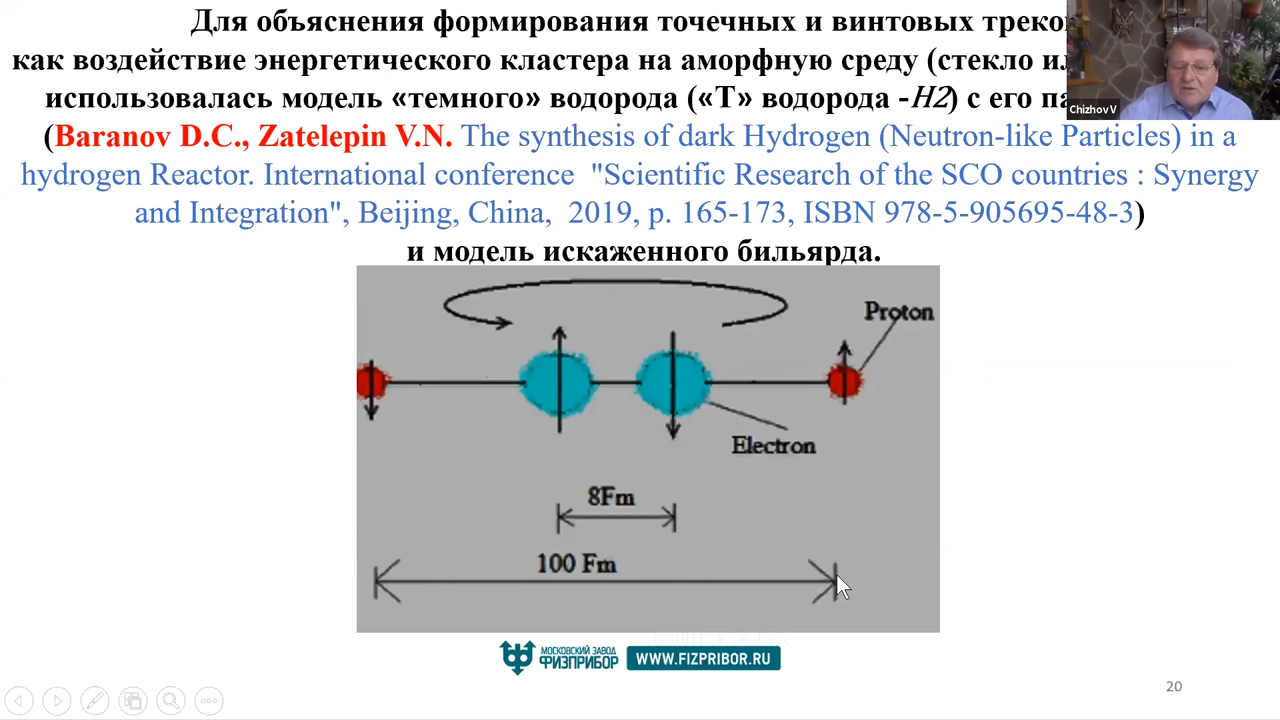 Для объяснения формирования точечных и винтовых треко
как воздействие энергетического кластера на аморфную среду (стекло ил
использовалась модель «темного» водорода («Т» водорода -H2) с его па
(Baranov D.C., Zatelepin V.N. The synthesis of dark Hydrogen (Neutron-like Particles) in a
hydrogen Reactor. International conference "Scientific Research of the SCO countries : Synergy
and Integration", Beijing, China, 2019, p. 165-173, ISBN 978-5-905695-48-3)
и модель искаженного бильярда.
Chizhov V
Proton
Electron
8Fm
100 Fm
МОСКОВСКИЙ ЗАВОД
ФИЗПРИБОР
WWW.FIZPRIBOR.RU
20